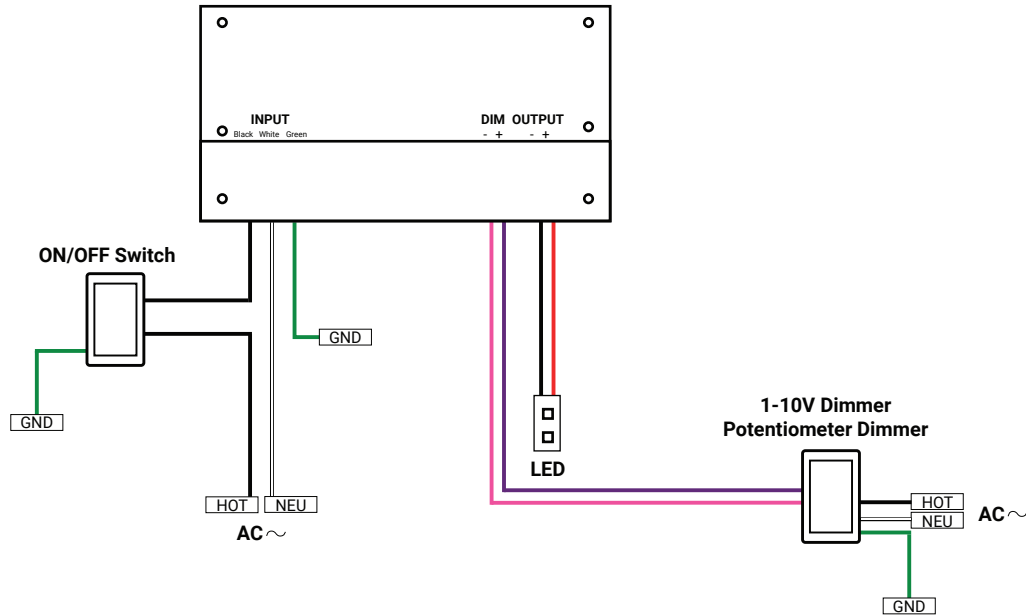 INPUT
Black White Green
DIM OUTPUT
- + - +
ON/OFF Switch
GND
GND
1-10V Dimmer
Potentiometer Dimmer
LED
HOT NEU
AC
HOT
NEU
AC
GND